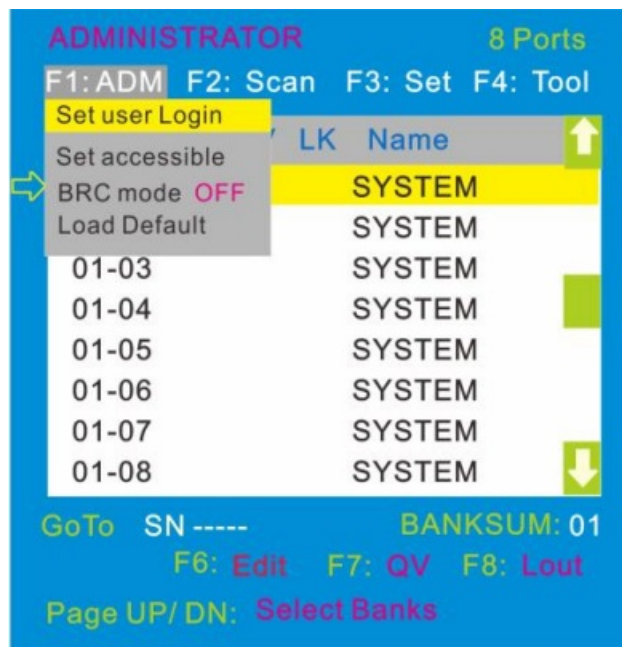 ADMINISTRATOR 8 Ports
F1: ADM F2: Scan F3: Set F4: Tool
Set user Login
LK Name
Set accessible
BRC mode OFF SYSTEM
Load Default SYSTEM
01-03 SYSTEM
01-04 SYSTEM
01-05 SYSTEM
01-06 SYSTEM
01-07 SYSTEM
01-08 SYSTEM
GoTo SN ----- BANKSUM: 01
F6: Edit F7: QV F8: Lout
Page UP/ DN: Select Banks